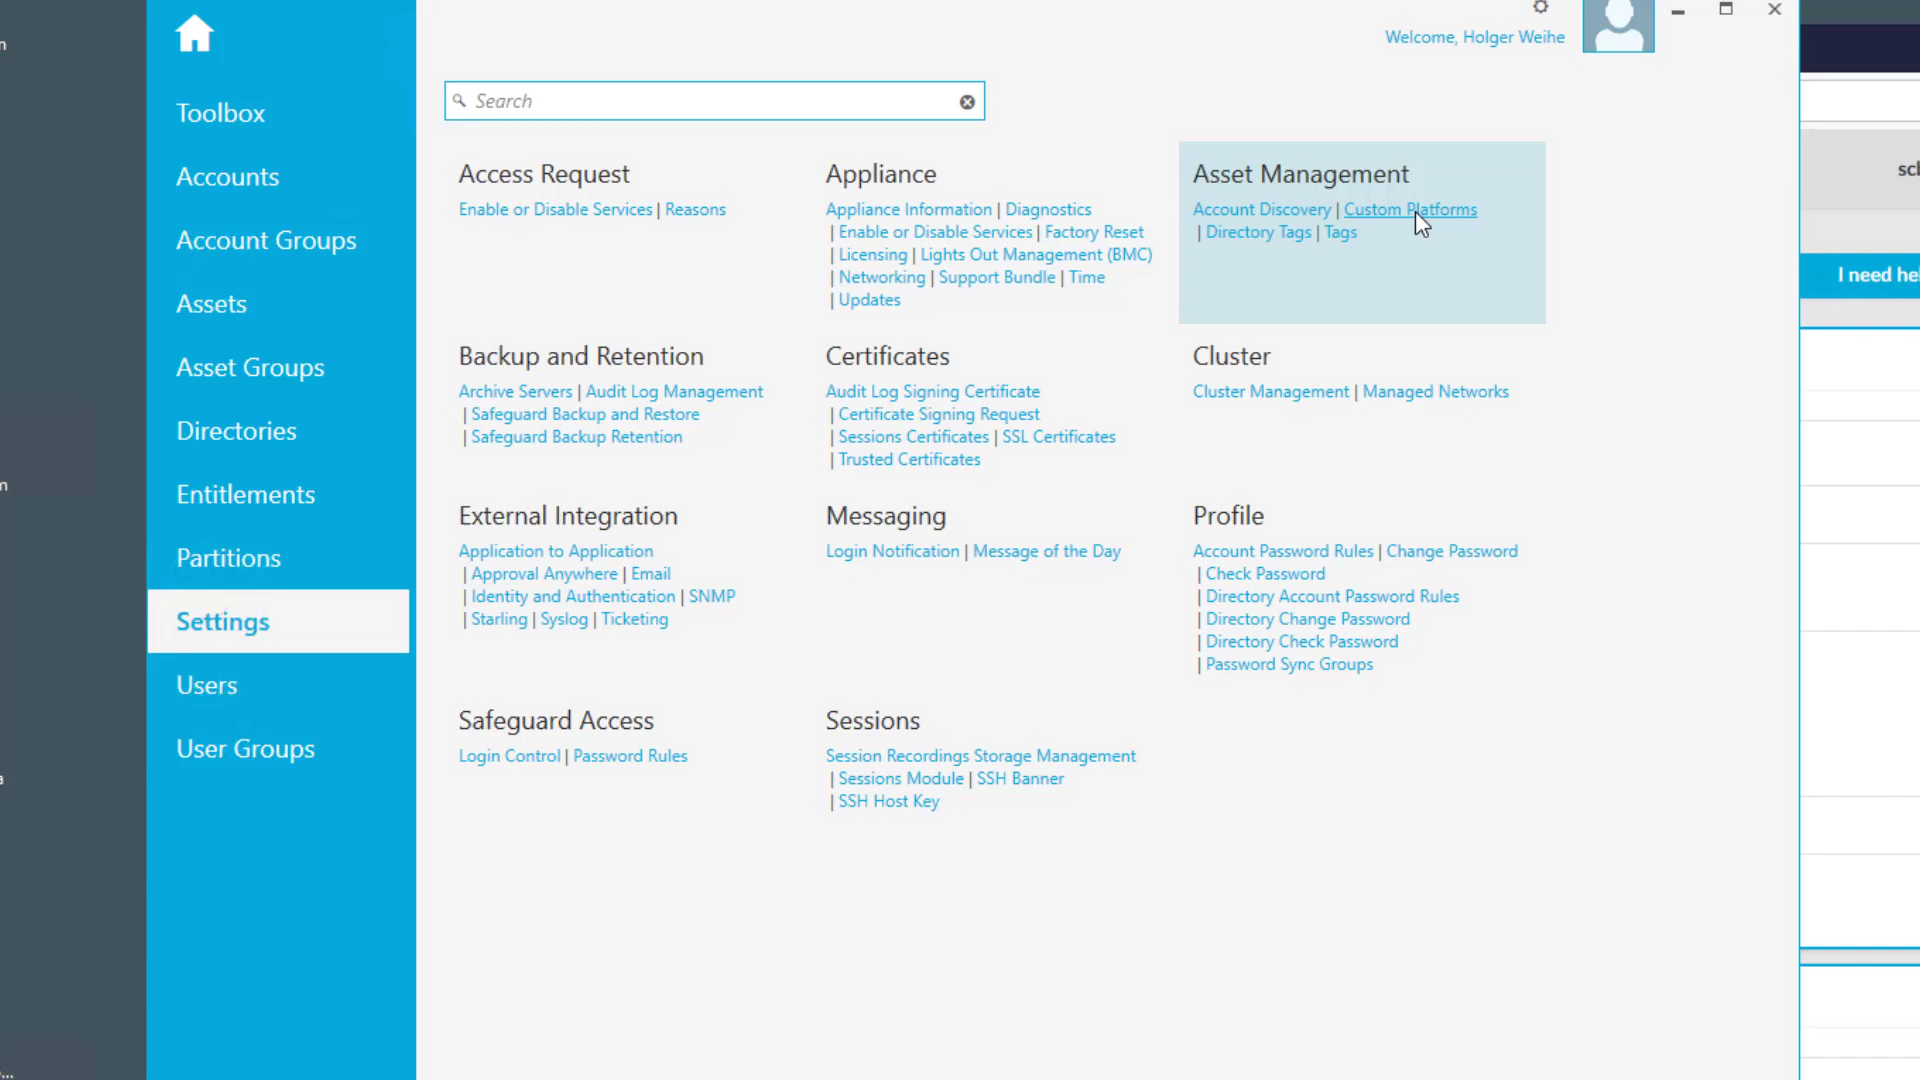 Welcome, Holger Weihe
Search
Toolbox
Accounts
Account Groups
Assets
Asset Groups
Directories
Entitlements
Partitions
Settings
Users
User Groups
Access Request
Enable or Disable Services | Reasons
Appliance
Appliance Information | Diagnostics
| Enable or Disable Services | Factory Reset
| Licensing | Lights Out Management (BMC)
| Networking | Support Bundle | Time
| Updates
Asset Management
Account Discovery | Custom Platforms
| Directory Tags | Tags
Backup and Retention
Archive Servers | Audit Log Management
| Safeguard Backup and Restore
| Safeguard Backup Retention
Certificates
Audit Log Signing Certificate
| Certificate Signing Request
| Sessions Certificates | SSL Certificates
| Trusted Certificates
Cluster
Cluster Management | Managed Networks
External Integration
Application to Application
| Approval Anywhere | Email
| Identity and Authentication | SNMP
| Starling | Syslog | Ticketing
Messaging
Login Notification | Message of the Day
Profile
Account Password Rules | Change Password
| Check Password
| Directory Account Password Rules
| Directory Change Password
| Directory Check Password
| Password Sync Groups
Safeguard Access
Login Control | Password Rules
Sessions
Session Recordings Storage Management
| Sessions Module | SSH Banner
| SSH Host Key
I need